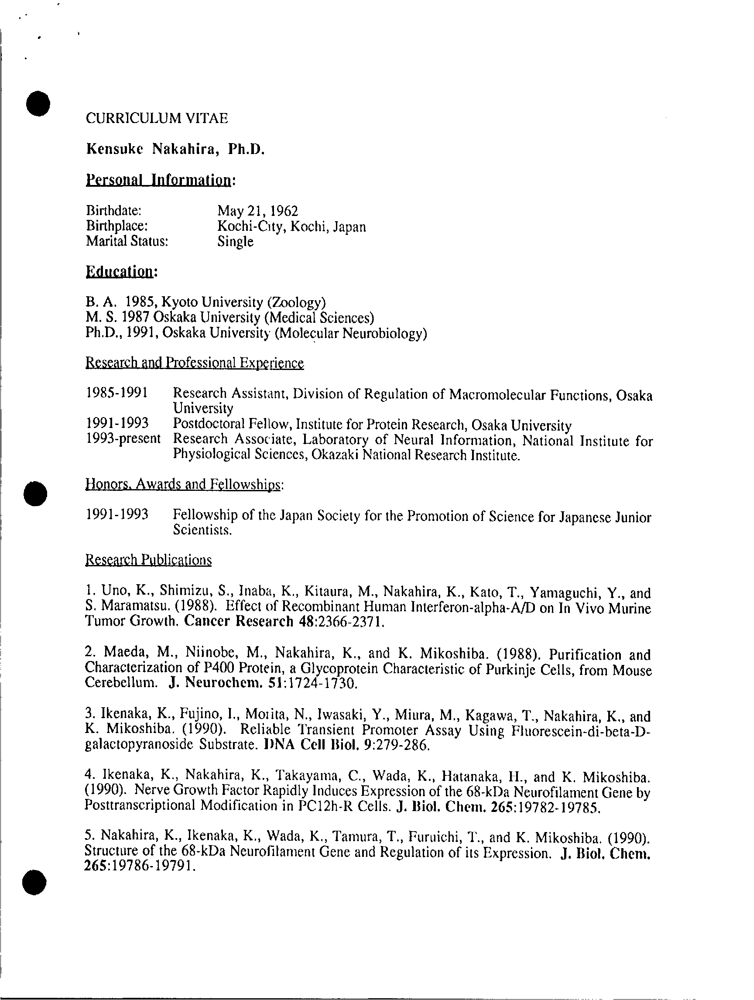 CURRICULUM VITAE
Kensuke Nakahira, Ph.D.
Personal Information:
Birthdate: May 21, 1962
Birthplace: Kochi-City, Kochi, Japan
Marital Status: Single
Education:
B. A. 1985, Kyoto University (Zoology)
M. S. 1987 Oskaka University (Medical Sciences)
Ph.D., 1991, Oskaka University (Molecular Neurobiology)
Research and Professional Experience
1985-1991 Research Assistant, Division of Regulation of Macromolecular Functions, Osaka
University
1991-1993 Postdoctoral Fellow, Institute for Protein Research, Osaka University
1993-present Research Associate, Laboratory of Neural Information, National Institute for
Physiological Sciences, Okazaki National Research Institute.
Honors, Awards and Fellowships:
1991-1993 Fellowship of the Japan Society for the Promotion of Science for Japanese Junior
Scientists.
Research Publications
1. Uno, K., Shimizu, S., Inaba, K., Kitaura, M., Nakahira, K., Kato, T., Yamaguchi, Y., and
S. Maramatsu. (1988). Effect of Recombinant Human Interferon-alpha-A/D on In Vivo Murine
Tumor Growth. Cancer Research 48:2366-2371.
2. Maeda, M., Niinobe, M., Nakahira, K., and K. Mikoshiba. (1988). Purification and
Characterization of P400 Protein, a Glycoprotein Characteristic of Purkinje Cells, from Mouse
Cerebellum. J. Neurochem. 51:1724-1730.
3. Ikenaka, K., Fujino, I., Morita, N., Iwasaki, Y., Miura, M., Kagawa, T., Nakahira, K., and
K. Mikoshiba. (1990). Reliable Transient Promoter Assay Using Fluorescein-di-beta-D-
galactopyranoside Substrate. DNA Cell Biol. 9:279-286.
4. Ikenaka, K., Nakahira, K., Takayama, C., Wada, K., Hatanaka, H., and K. Mikoshiba.
(1990). Nerve Growth Factor Rapidly Induces Expression of the 68-kDa Neurofilament Gene by
Posttranscriptional Modification in PC12h-R Cells. J. Biol. Chem. 265:19782-19785.
5. Nakahira, K., Ikenaka, K., Wada, K., Tamura, T., Furuichi, T., and K. Mikoshiba. (1990).
Structure of the 68-kDa Neurofilament Gene and Regulation of its Expression. J. Biol. Chem.
265:19786-19791.